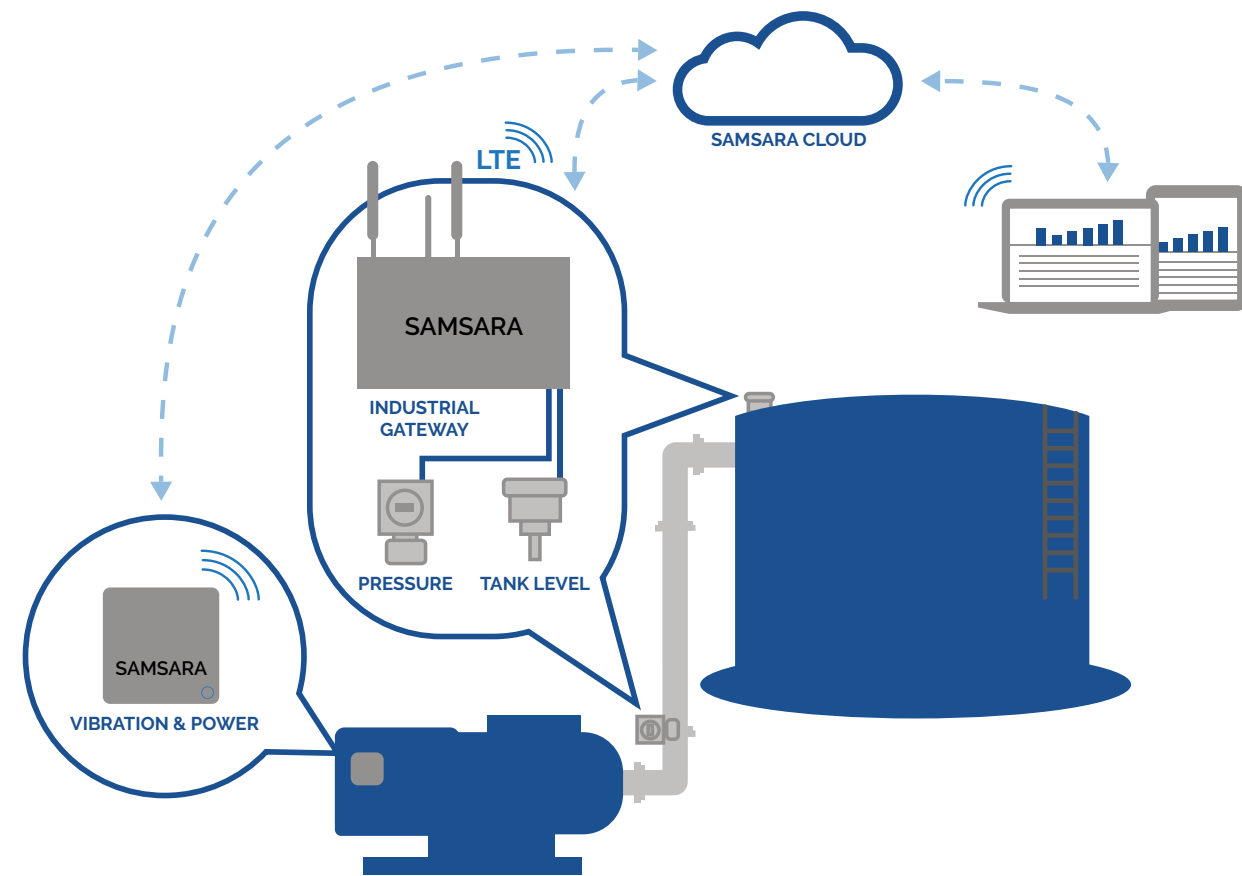 SAMSARA CLOUD
LTE
SAMSARA
INDUSTRIAL
GATEWAY
PRESSURE
TANK LEVEL
SAMSARA
VIBRATION & POWER